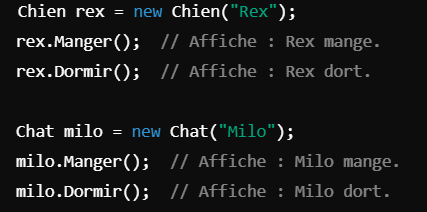 Chien rex = new Chien("Rex");
rex.Manger();  // Affiche : Rex mange.
rex.Dormir();  // Affiche : Rex dort.
Chat milo = new Chat("Milo");
milo.Manger();  // Affiche : Milo mange.
milo.Dormir();  // Affiche : Milo dort.